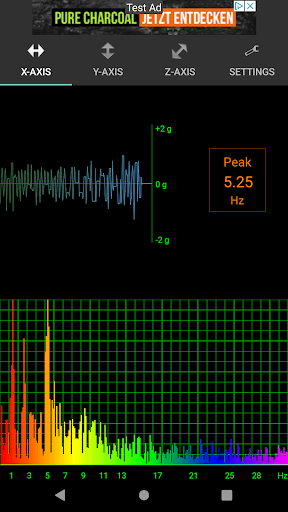 Test Ad
PURE CHARCOAL JETZT ENTDECKEN
X-AXIS Y-AXIS Z-AXIS SETTINGS
+2 g
0 g
-2 g
Peak
5.25
Hz
1 3 5 7 9 11 13 17 21 25 28 Hz